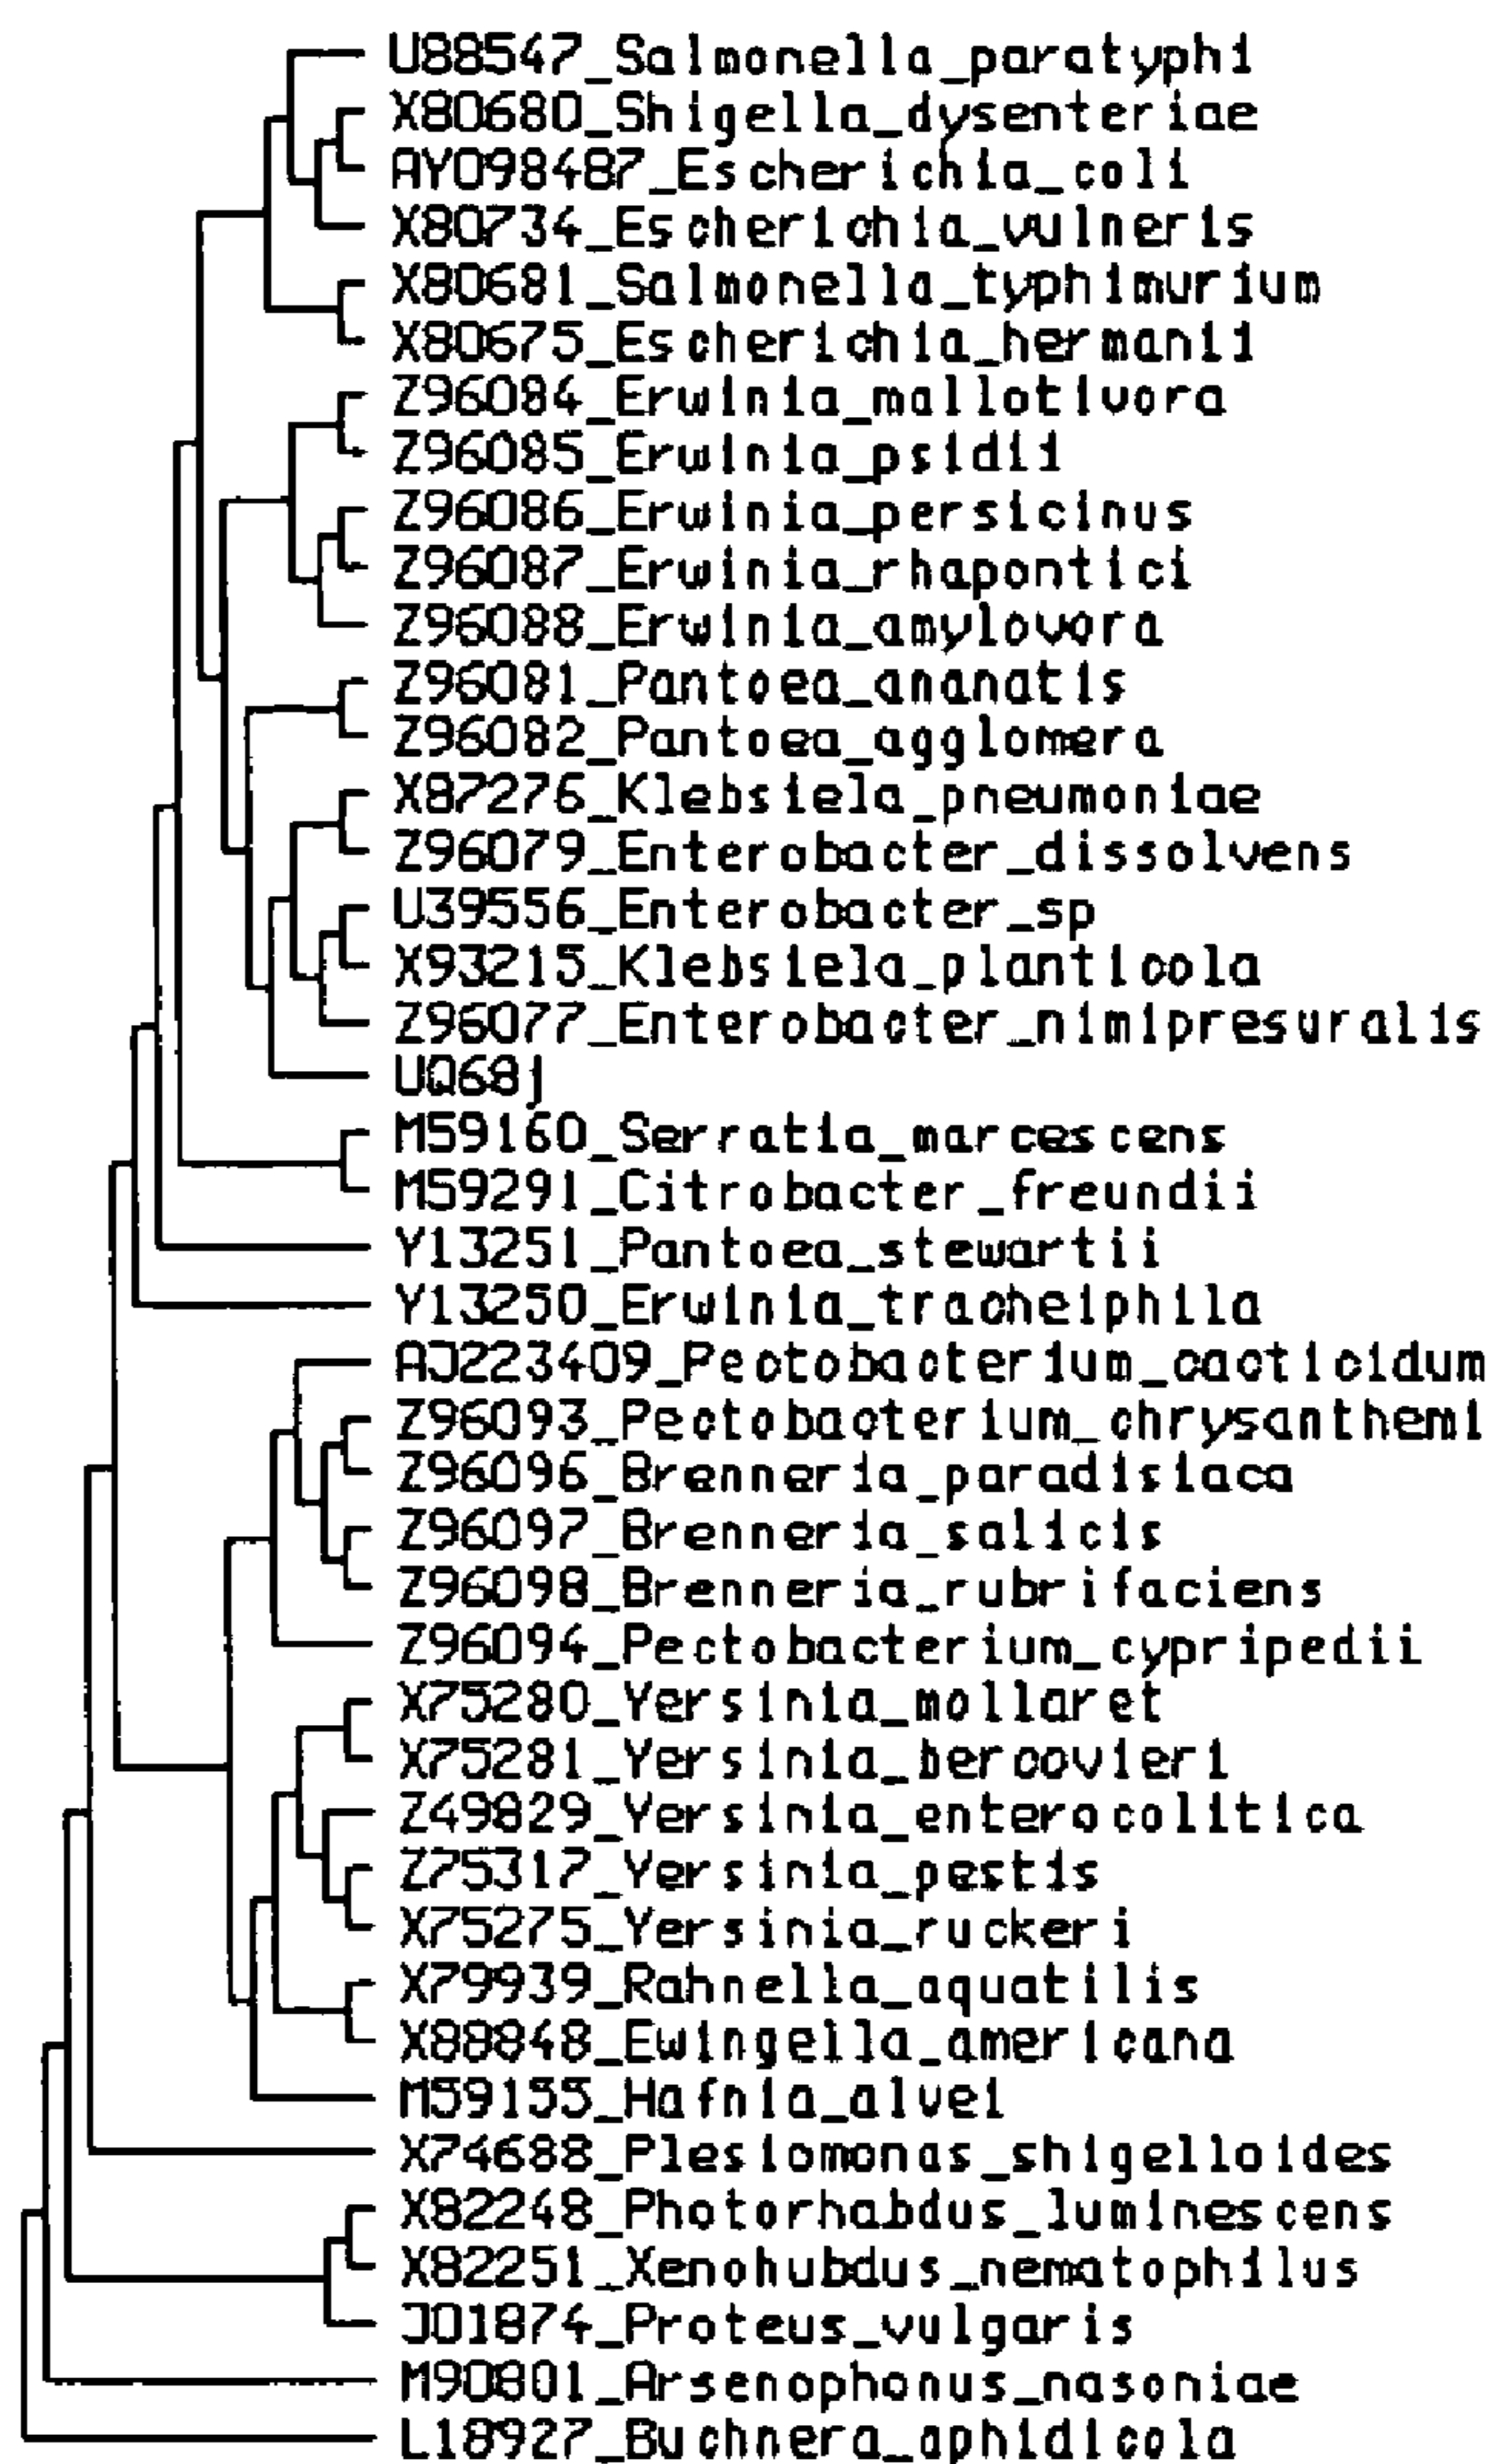 U88547_Salmonella_paratyphi
X80680_Shigella_dysenteriae
AY098487_Escherichia_coli
X80734_Escherichia_vulneris
X80681_Salmonella_typhimurium
X80675_Escherichia_hermanii
Z96084_Erwinia_mallotivora
Z96085_Erwinia_psidii
Z96086_Erwinia_persicinus
Z96087_Erwinia_rhapontici
Z96088_Erwinia_amylovora
Z96081_Pantoea_ananatis
Z96082_Pantoea_agglomera
X87276_Klebsiela_pneumoniae
Z96079_Enterobacter_dissolvens
U39556_Enterobacter_sp
X93215_Klebsiela_planticola
Z96077_Enterobacter_nimipresuralis
UQ68j
M59160_Serratia_marcescens
M59291_Citrobacter_freundii
Y13251_Pantoea_stewartii
Y13250_Erwinia_tracheiphila
AJ223409_Pectobacterium_cacticidum
Z96093_Pectobacterium_chrysanthemi
Z96096_Brenneria_paradisiaca
Z96097_Brenneria_salicis
Z96098_Brenneria_rubrifaciens
Z96094_Pectobacterium_cypripedii
X75280_Yersinia_mollaret
X75281_Yersinia_bercovieri
Z49829_Yersinia_enterocolitica
Z75317_Yersinia_pestis
X75275_Yersinia_ruckeri
X79939_Rahnella_aquatilis
X88848_Ewingella_americana
M59155_Hafnia_alvei
X74688_Plesiomonas_shigelloides
X82248_Photorhabdus_luminescens
X82251_Xenohubdus_nematophilus
J01874_Proteus_vulgaris
M90801_Arsenophonus_nasoniae
L18927_Buchnera_aphidicola